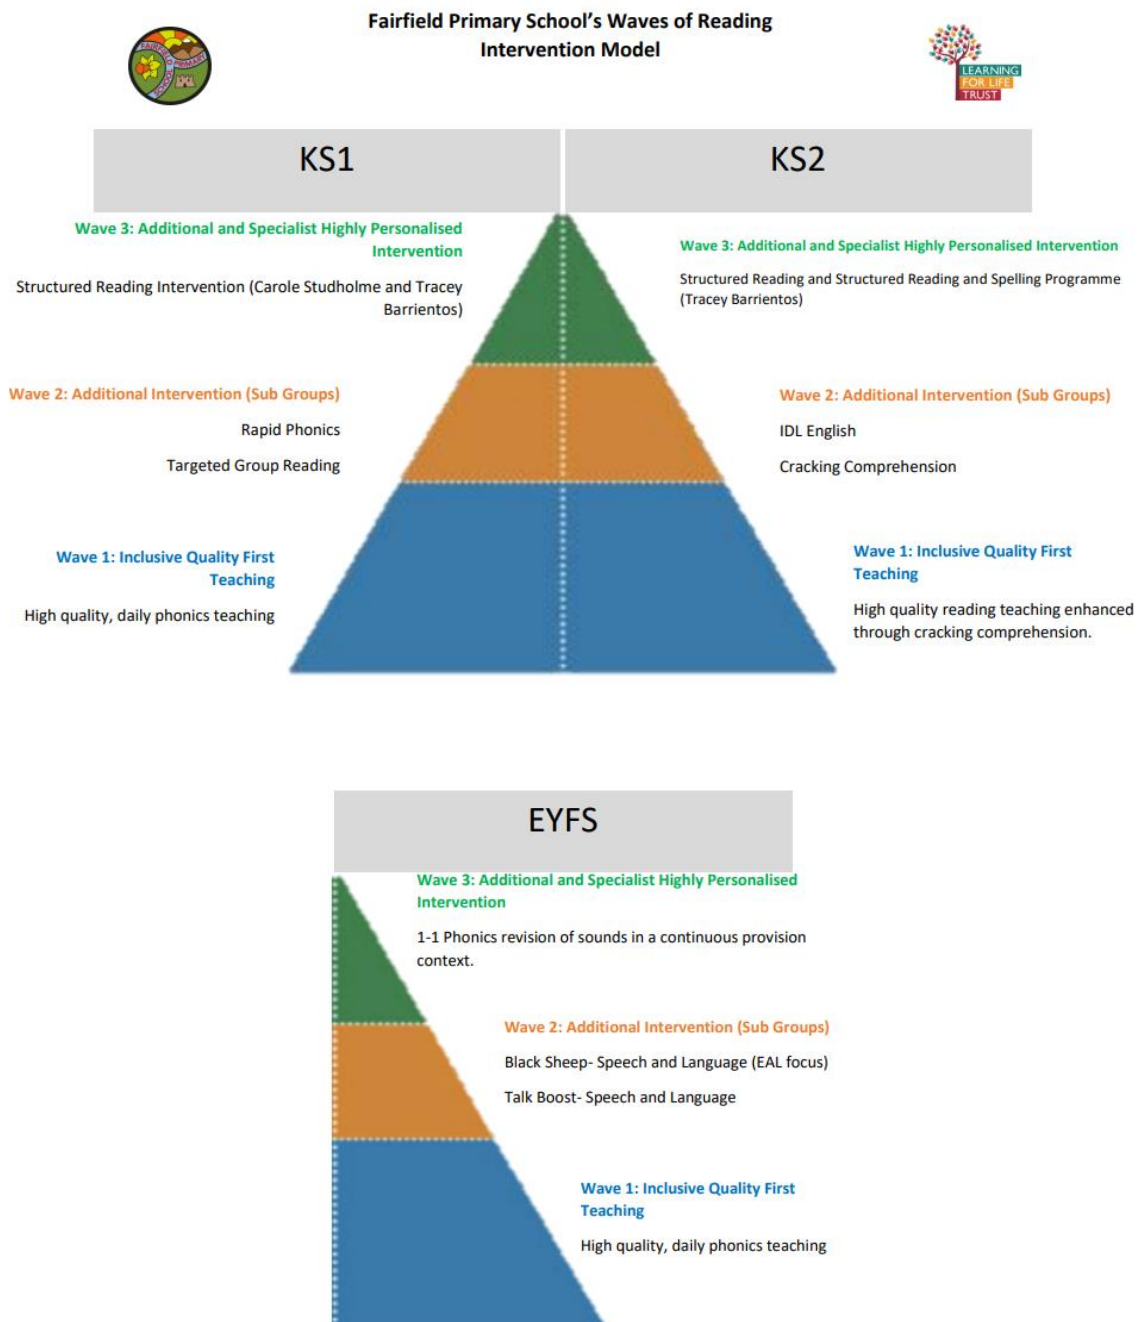 Fairfield Primary School's Waves of Reading
Intervention Model
FAIRFIELD PRIMARY
SCHOOL
LEARNING
FOR LIFE
TRUST
KS1
Wave 3: Additional and Specialist Highly Personalised
Intervention
Structured Reading Intervention (Carole Studholme and Tracey
Barrientos)
Wave 2: Additional Intervention (Sub Groups)
Rapid Phonics
Targeted Group Reading
Wave 1: Inclusive Quality First
Teaching
High quality, daily phonics teaching
KS2
Wave 3: Additional and Specialist Highly Personalised Intervention
Structured Reading and Structured Reading and Spelling Programme
(Tracey Barrientos)
Wave 2: Additional Intervention (Sub Groups)
IDL English
Cracking Comprehension
Wave 1: Inclusive Quality First
Teaching
High quality reading teaching enhanced
through cracking comprehension.
EYFS
Wave 3: Additional and Specialist Highly Personalised
Intervention
1-1 Phonics revision of sounds in a continuous provision
context.
Wave 2: Additional Intervention (Sub Groups)
Black Sheep- Speech and Language (EAL focus)
Talk Boost- Speech and Language
Wave 1: Inclusive Quality First
Teaching
High quality, daily phonics teaching